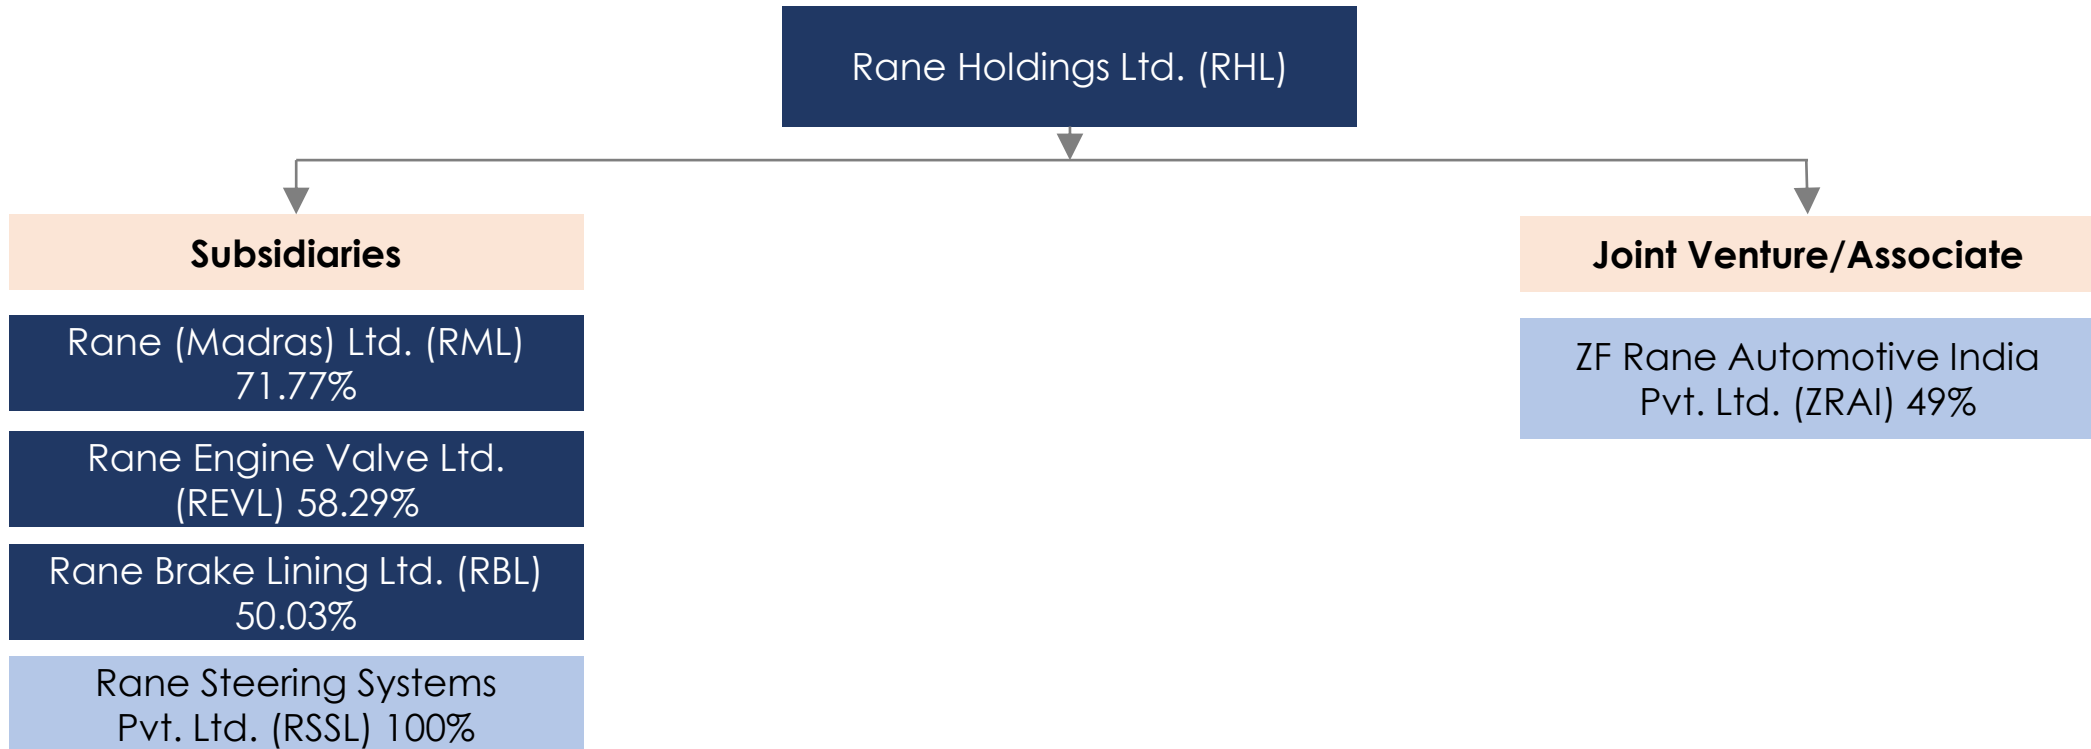 Rane Holdings Ltd. (RHL)
Subsidiaries
Rane (Madras) Ltd. (RML)
71.77%
Rane Engine Valve Ltd.
(REVL) 58.29%
Rane Brake Lining Ltd. (RBL)
50.03%
Rane Steering Systems
Pvt. Ltd. (RSSL) 100%
Joint Venture/Associate
ZF Rane Automotive India
Pvt. Ltd. (ZRAI) 49%